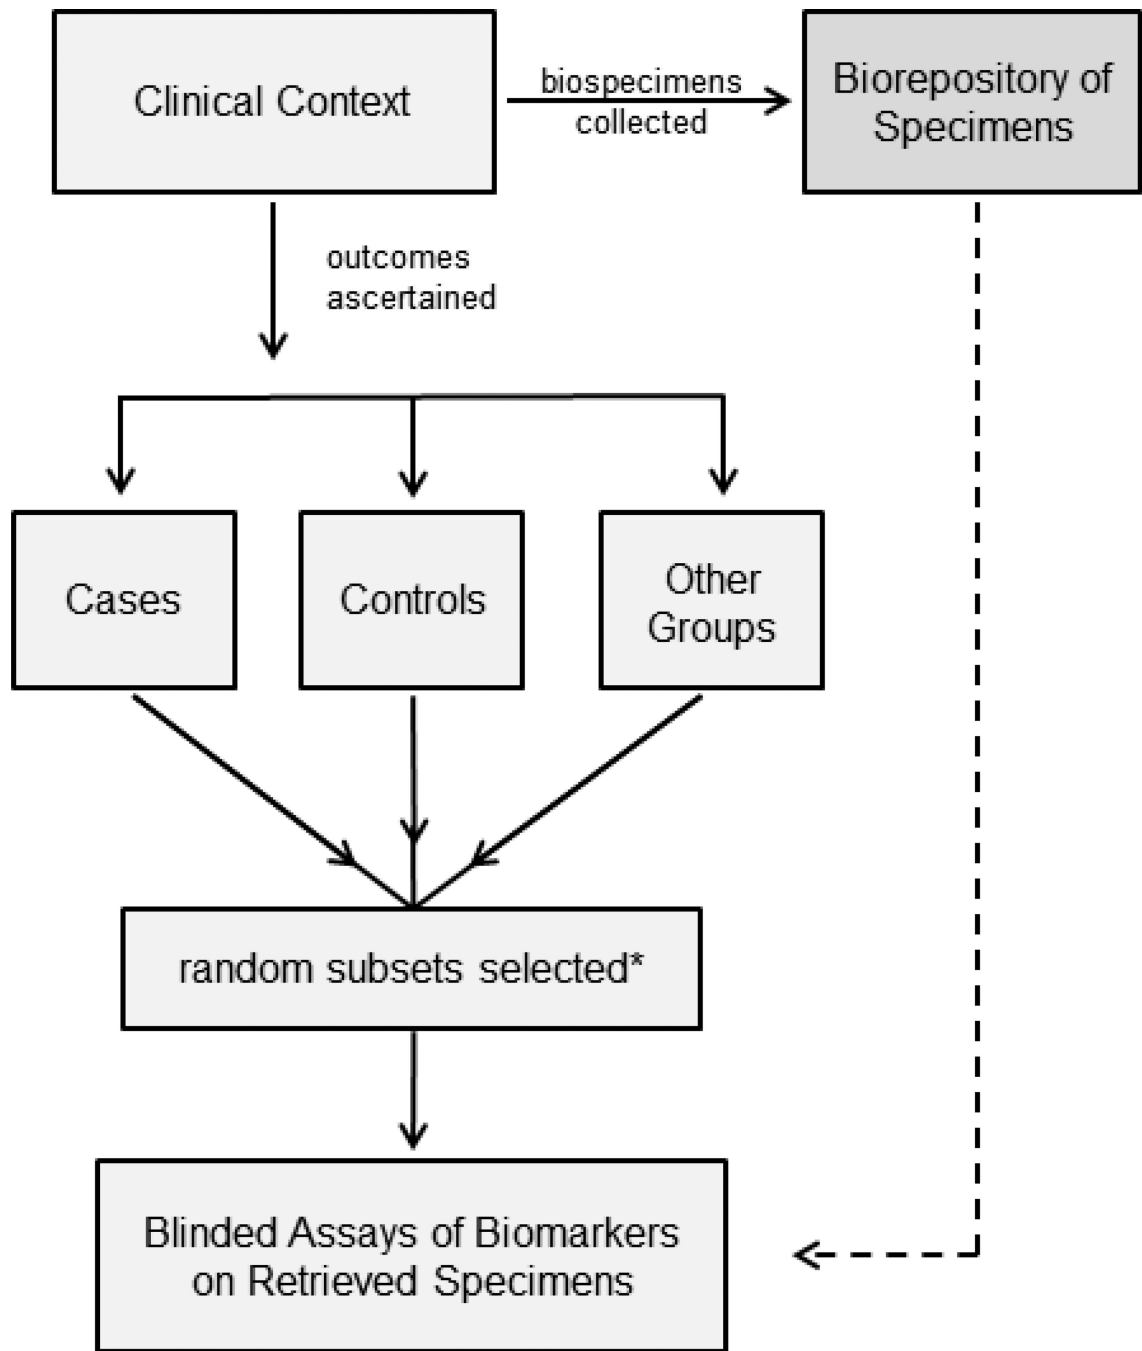 Clinical Context
biospecimens
collected
Biorepository of
Specimens
outcomes
ascertained
Cases
Controls
Other
Groups
random subsets selected*
Blinded Assays of Biomarkers
on Retrieved Specimens